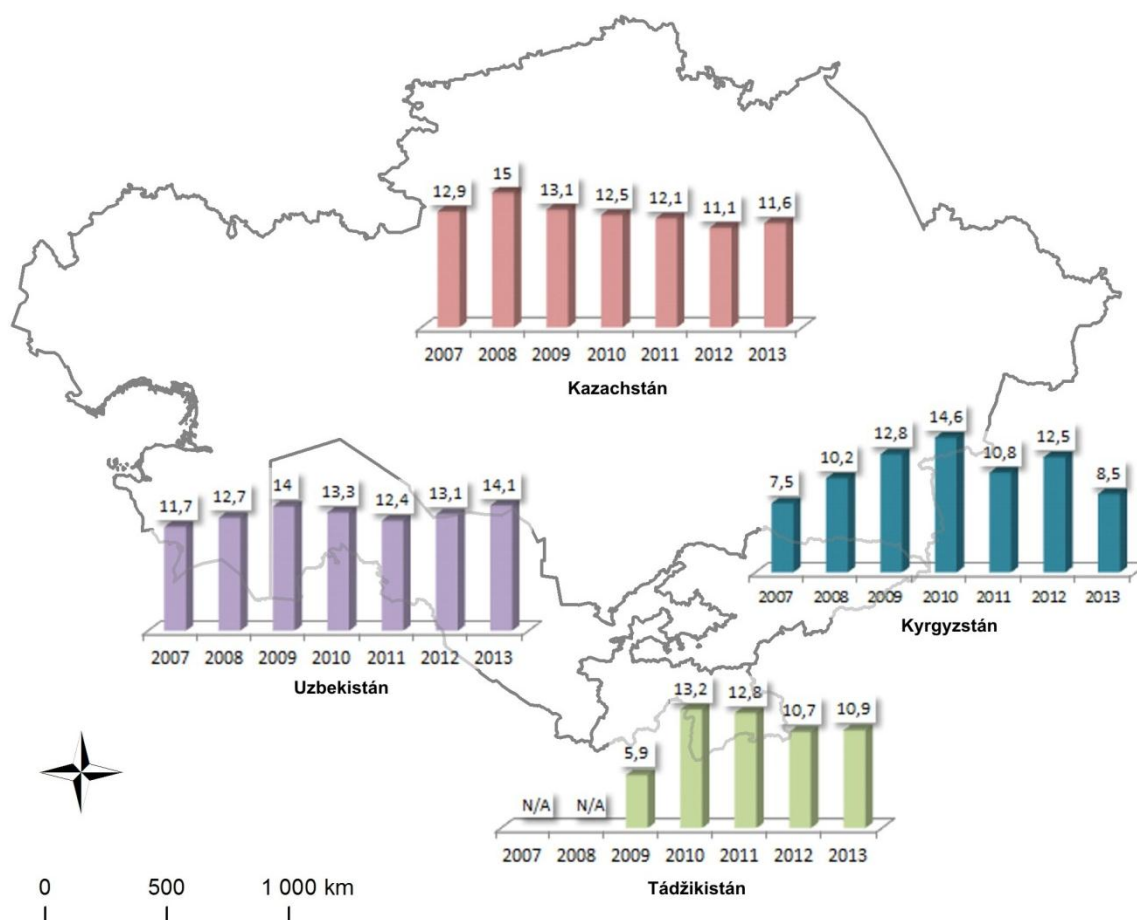 12,9 15 13,1 12,5 12,1 11,1 11,6
2007 2008 2009 2010 2011 2012 2013
Kazachstán
7,5 10,2 12,8 14,6 10,8 12,5 8,5
2007 2008 2009 2010 2011 2012 2013
Kyrgyzstán
11,7 12,7 14 13,3 12,4 13,1 14,1
2007 2008 2009 2010 2011 2012 2013
Uzbekistán
N/A N/A 5,9 13,2 12,8 10,7 10,9
2007 2008 2009 2010 2011 2012 2013
Tádžikistán
0 500 1 000 km